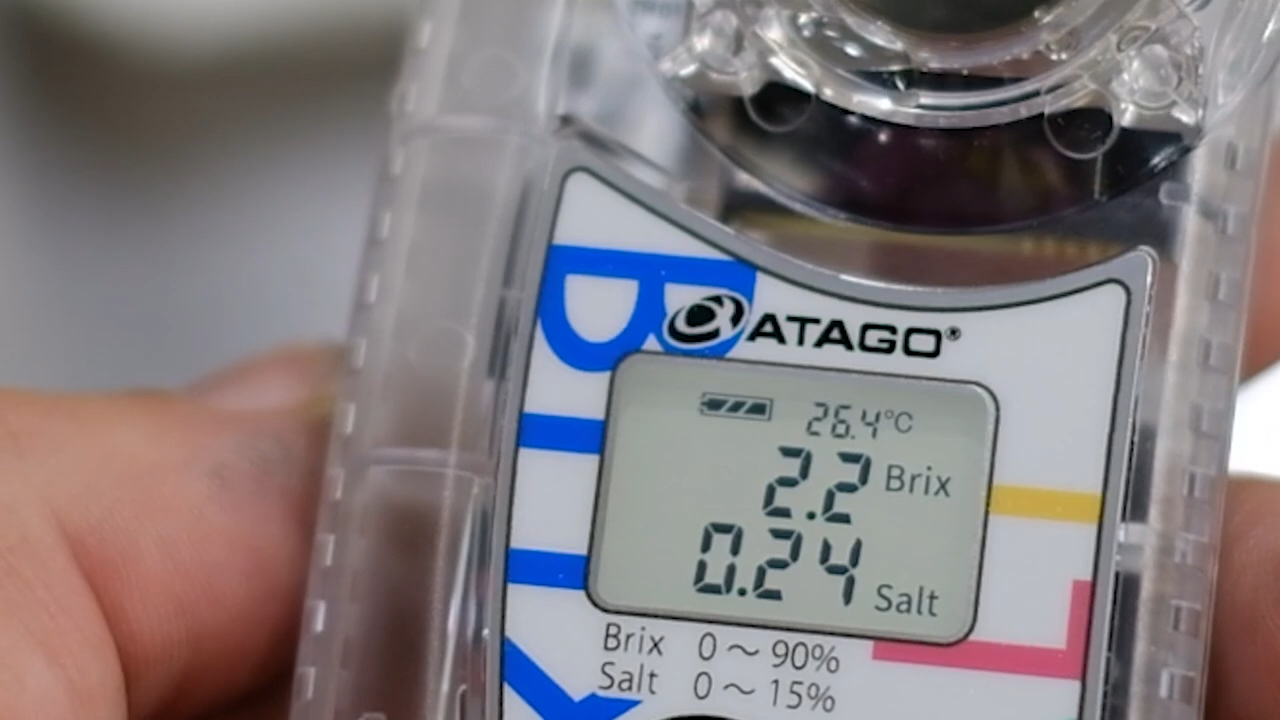 ATAGO®
26.4°C
2.2 Brix
0.24 Salt
Brix 0～90%
Salt 0～15%